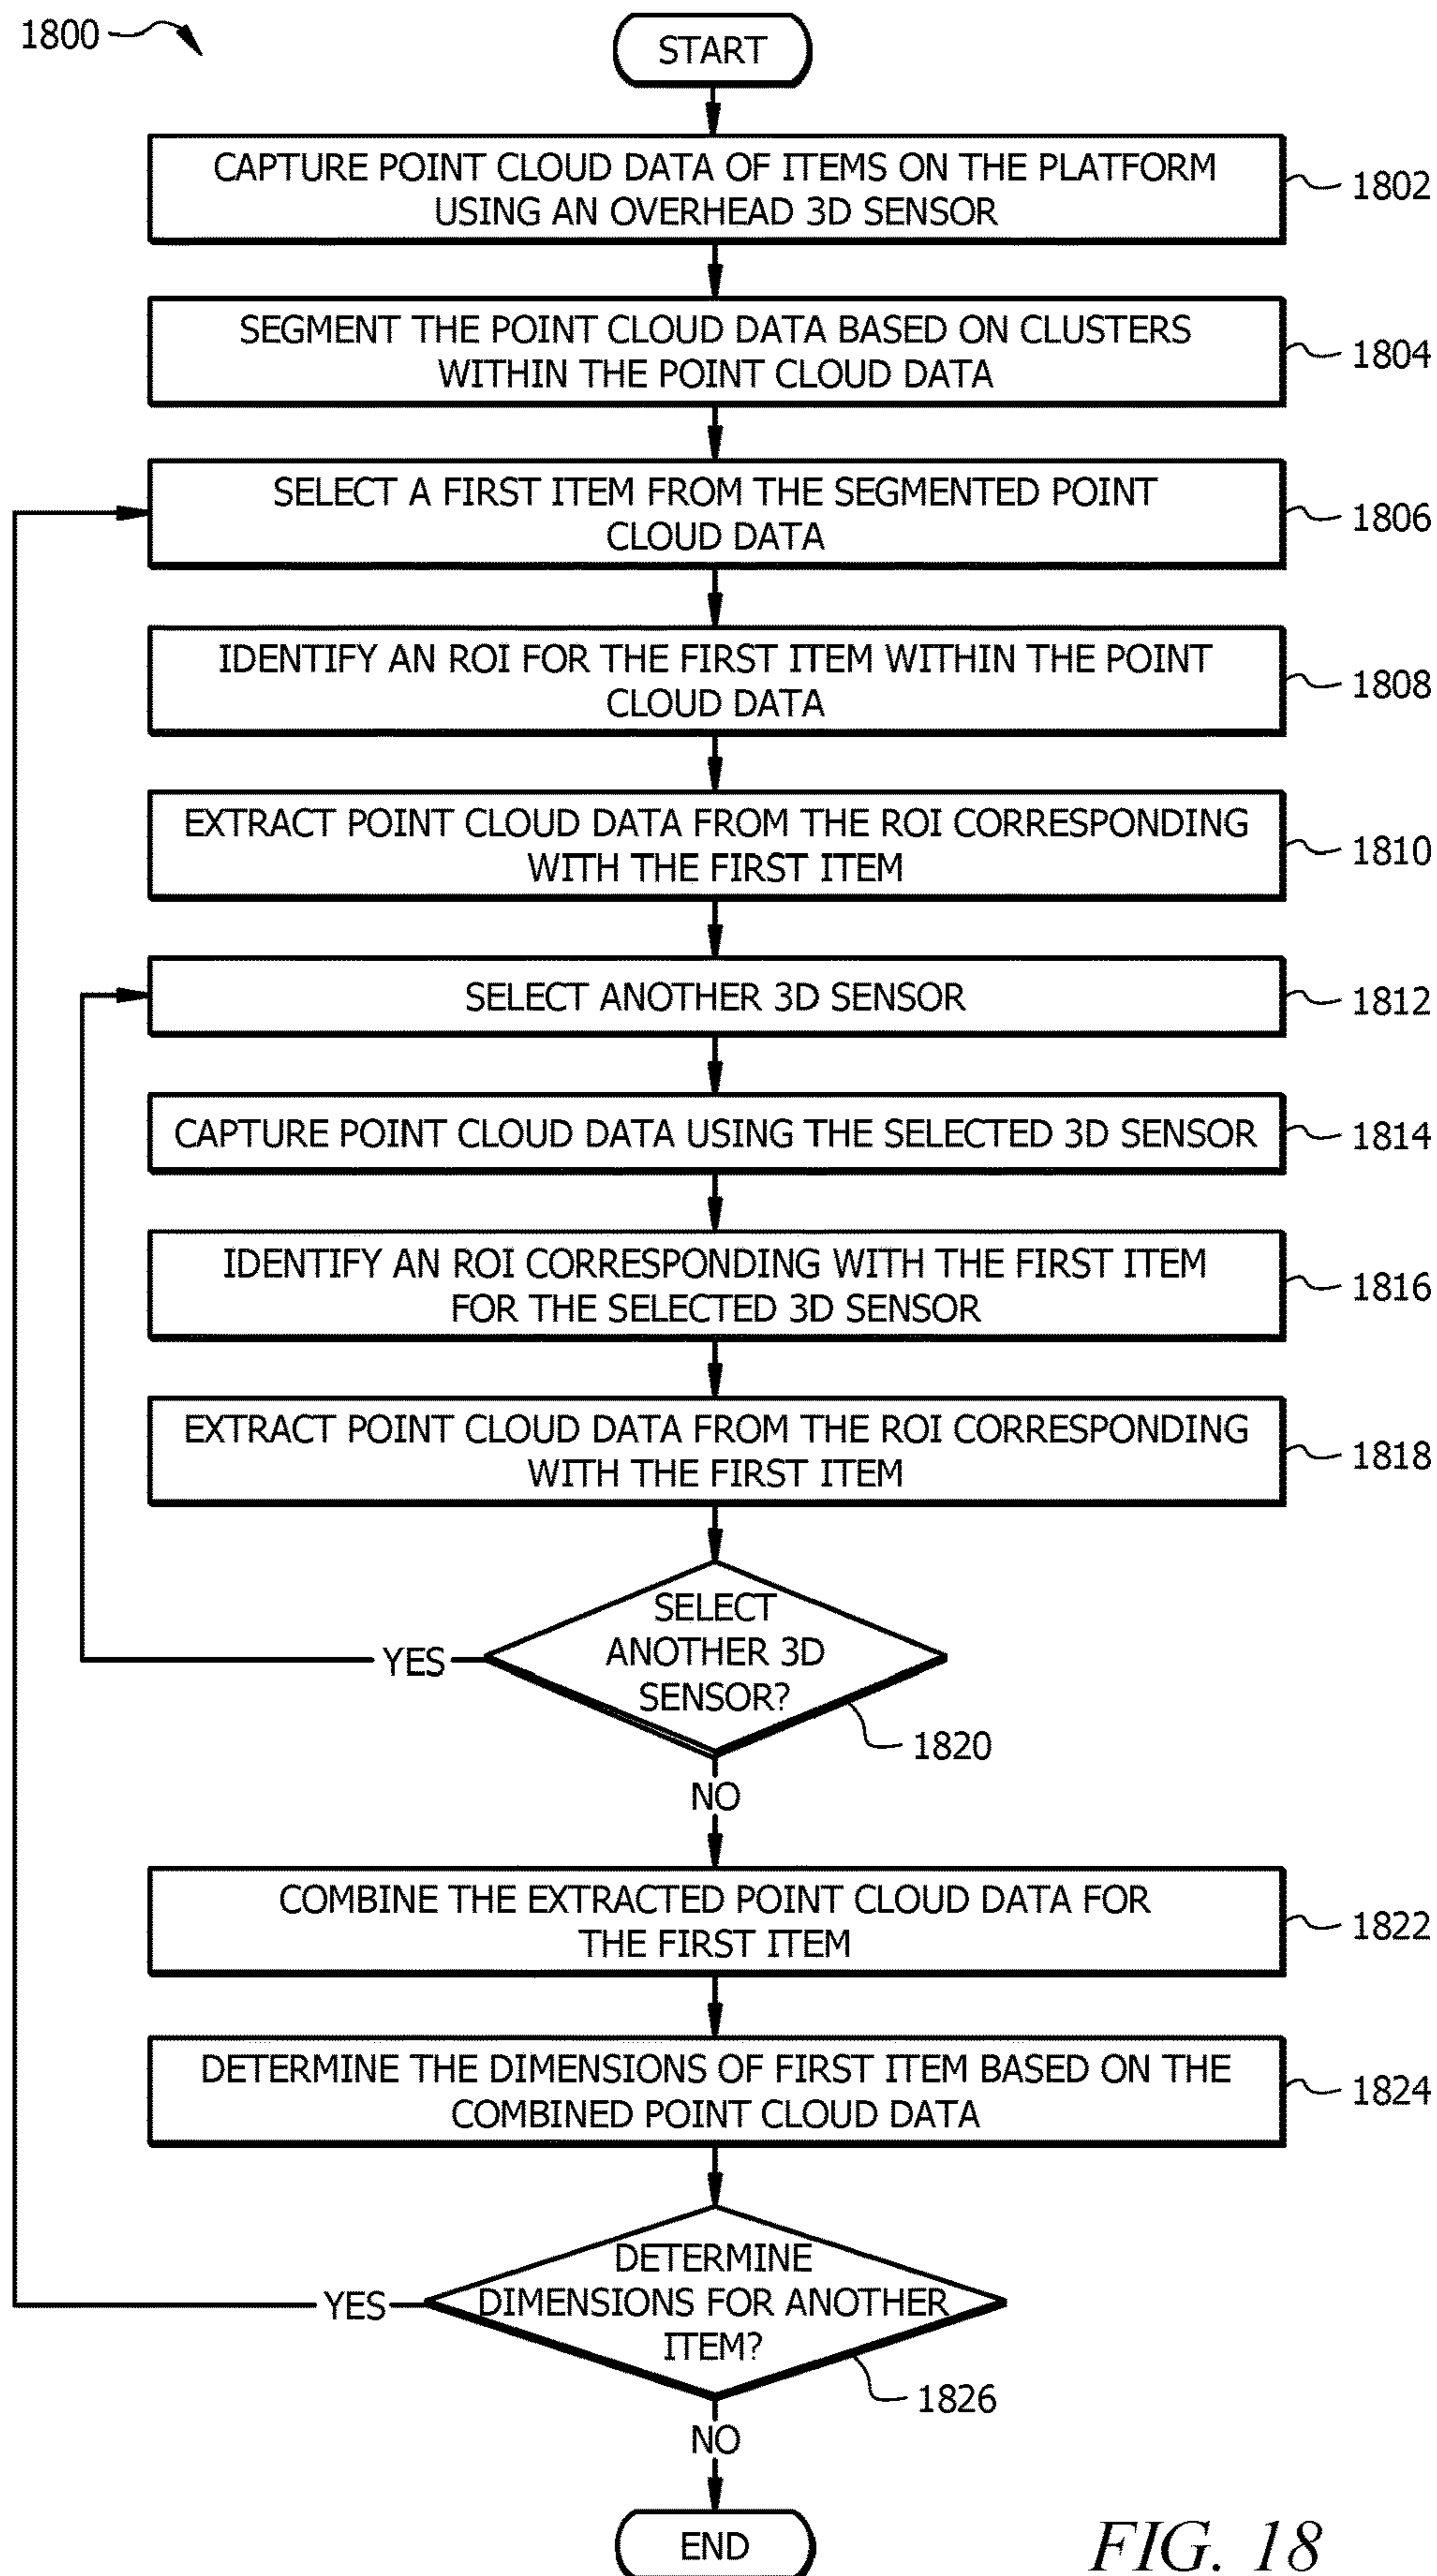 1800
START
CAPTURE POINT CLOUD DATA OF ITEMS ON THE PLATFORM
USING AN OVERHEAD 3D SENSOR
1802
SEGMENT THE POINT CLOUD DATA BASED ON CLUSTERS
WITHIN THE POINT CLOUD DATA
1804
SELECT A FIRST ITEM FROM THE SEGMENTED POINT
CLOUD DATA
1806
IDENTIFY AN ROI FOR THE FIRST ITEM WITHIN THE POINT
CLOUD DATA
1808
EXTRACT POINT CLOUD DATA FROM THE ROI CORRESPONDING
WITH THE FIRST ITEM
1810
SELECT ANOTHER 3D SENSOR
1812
CAPTURE POINT CLOUD DATA USING THE SELECTED 3D SENSOR
1814
IDENTIFY AN ROI CORRESPONDING WITH THE FIRST ITEM
FOR THE SELECTED 3D SENSOR
1816
EXTRACT POINT CLOUD DATA FROM THE ROI CORRESPONDING
WITH THE FIRST ITEM
1818
SELECT
ANOTHER 3D
SENSOR?
YES
1820
NO
COMBINE THE EXTRACTED POINT CLOUD DATA FOR
THE FIRST ITEM
1822
DETERMINE THE DIMENSIONS OF FIRST ITEM BASED ON THE
COMBINED POINT CLOUD DATA
1824
DETERMINE
DIMENSIONS FOR ANOTHER
ITEM?
YES
1826
NO
END
FIG. 18